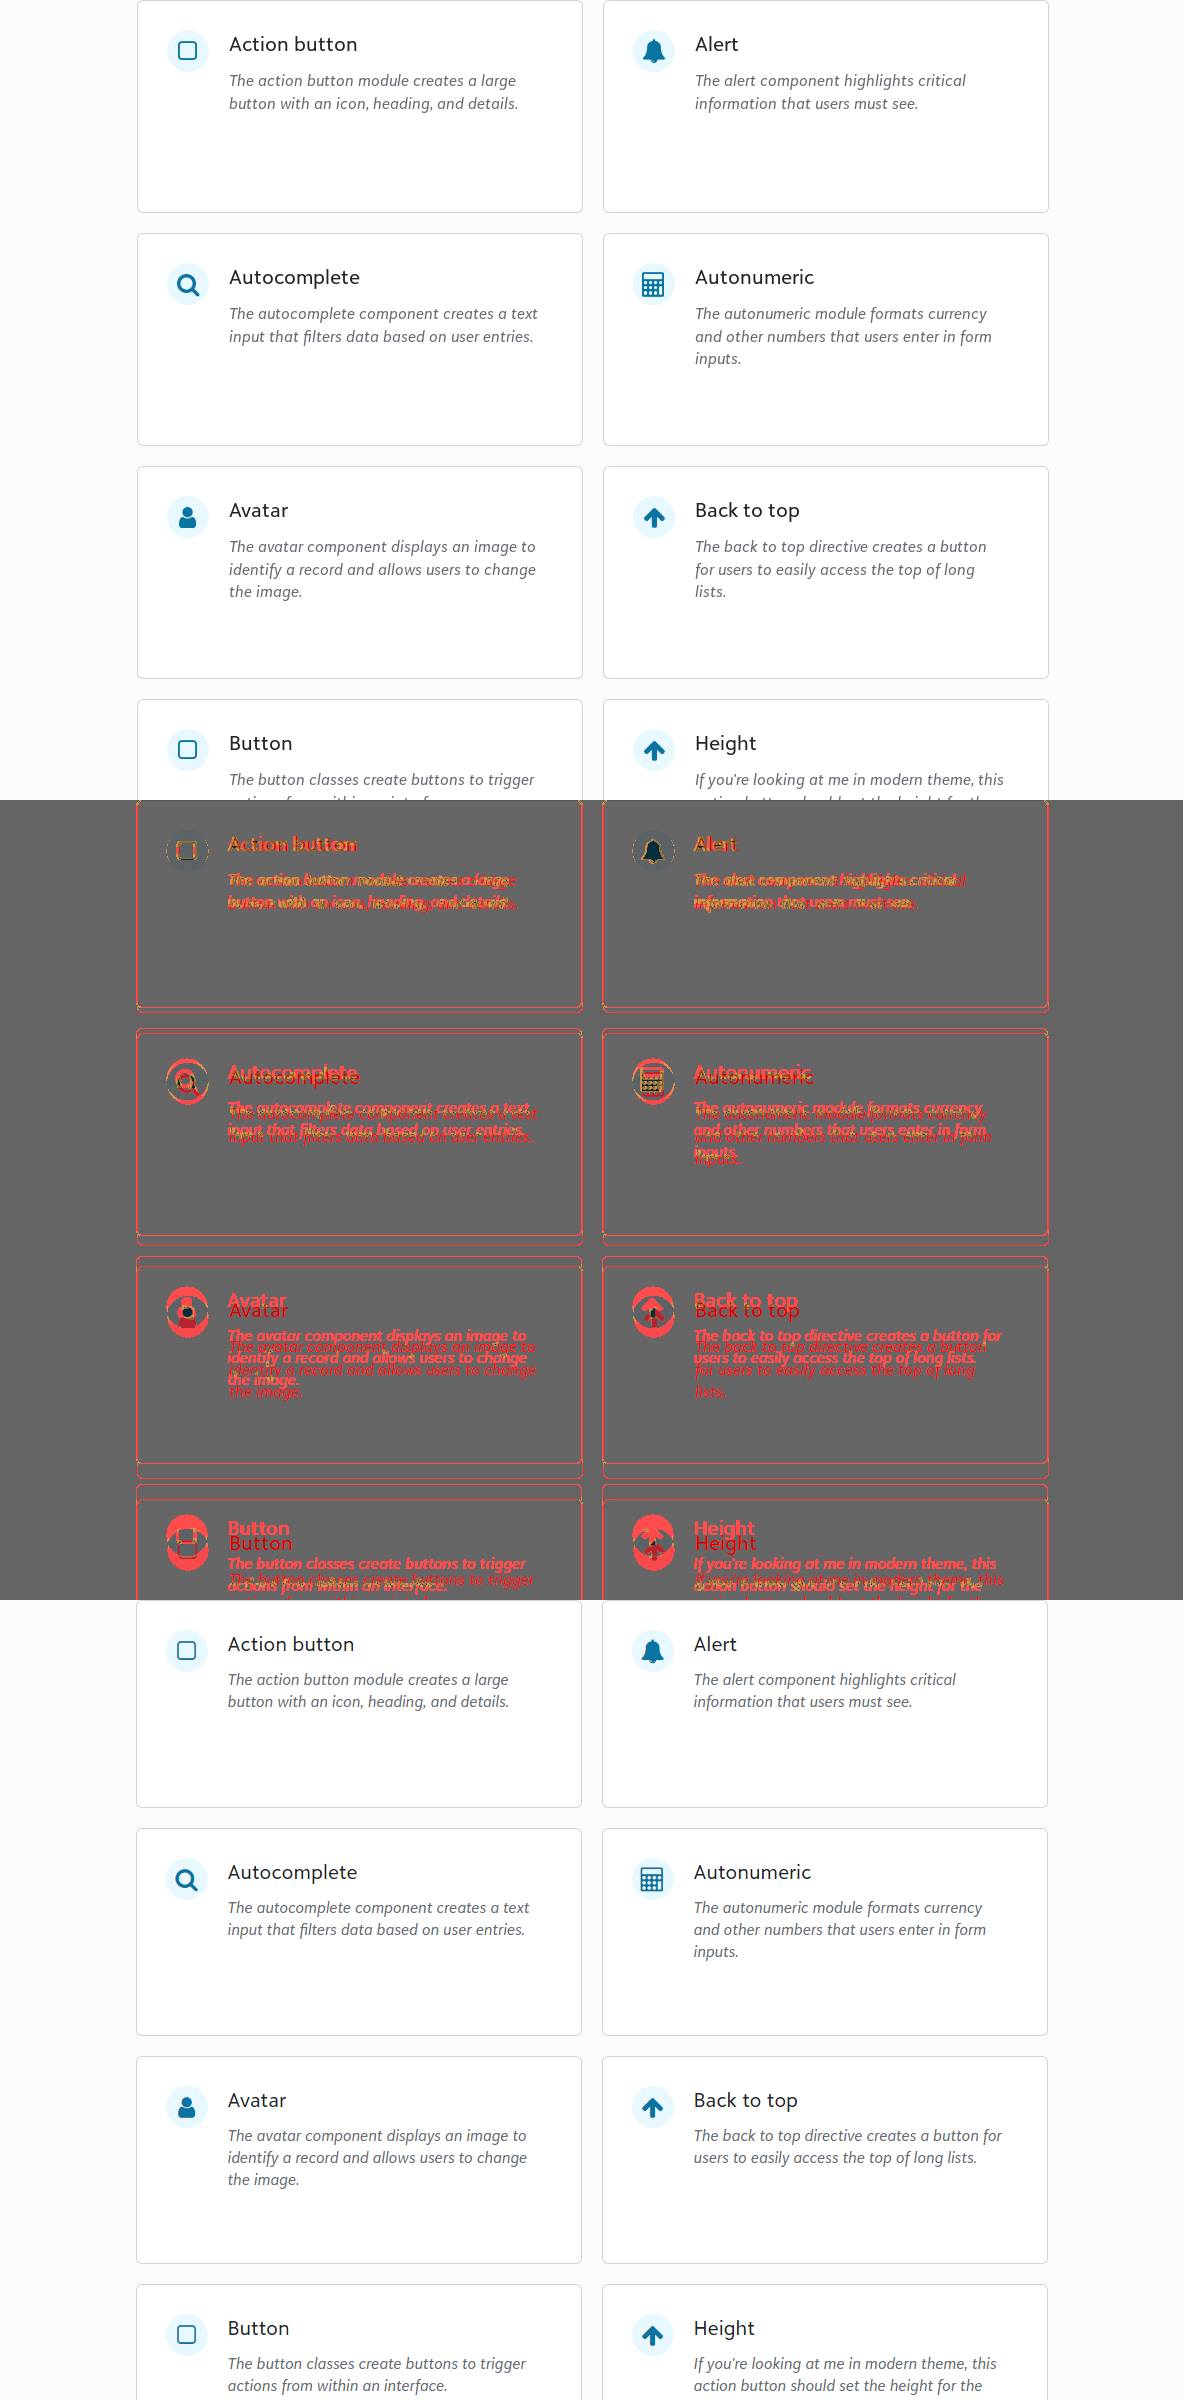 Action button
The action button module creates a large
button with an icon, heading, and details.
Alert
The alert component highlights critical
information that users must see.
Autocomplete
The autocomplete component creates a text
input that filters data based on user entries.
Autonumeric
The autonumeric module formats currency
and other numbers that users enter in form
inputs.
Avatar
The avatar component displays an image to
identify a record and allows users to change
the image.
Back to top
The back to top directive creates a button
for users to easily access the top of long
lists.
Button
The button classes create buttons to trigger
Height
If you're looking at me in modern theme, this
Action button
The action button module creates a large
button with an icon, heading, and details.
Alert
The alert component highlights critical
information that users must see.
Autocomplete
The autocomplete component creates a text
input that filters data based on user entries.
Autonumeric
The autonumeric module formats currency
and other numbers that users enter in form
inputs.
Avatar
The avatar component displays an image to
identify a record and allows users to change
the image.
Back to top
The back to top directive creates a button for
users to easily access the top of long lists.
Button
The button classes create buttons to trigger
actions from within an interface.
Height
If you're looking at me in modern theme, this
action button should set the height for the
Action button
The action button module creates a large
button with an icon, heading, and details.
Alert
The alert component highlights critical
information that users must see.
Autocomplete
The autocomplete component creates a text
input that filters data based on user entries.
Autonumeric
The autonumeric module formats currency
and other numbers that users enter in form
inputs.
Avatar
The avatar component displays an image to
identify a record and allows users to change
the image.
Back to top
The back to top directive creates a button for
users to easily access the top of long lists.
Button
The button classes create buttons to trigger
actions from within an interface.
Height
If you're looking at me in modern theme, this
action button should set the height for the